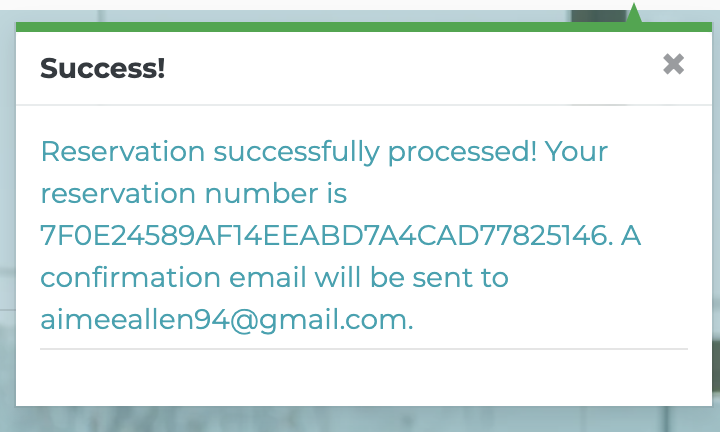 Success!
Reservation successfully processed! Your
reservation number is
7F0E24589AF14EEABD7A4CAD77825146. A
confirmation email will be sent to
aimeeallen94@gmail.com.